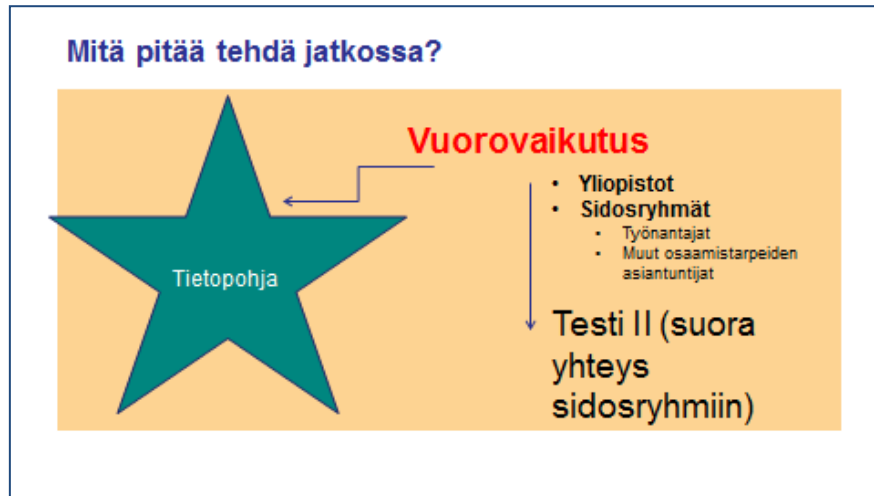 Mitä pitää tehdä jatkossa?
Vuorovaikutus
• Yliopistot
• Sidosryhmät
• Työnantajat
• Muut osaamistarpeiden
asiantuntijat
Tietopohja
Testi II (suora
yhteys
sidosryhmiin)